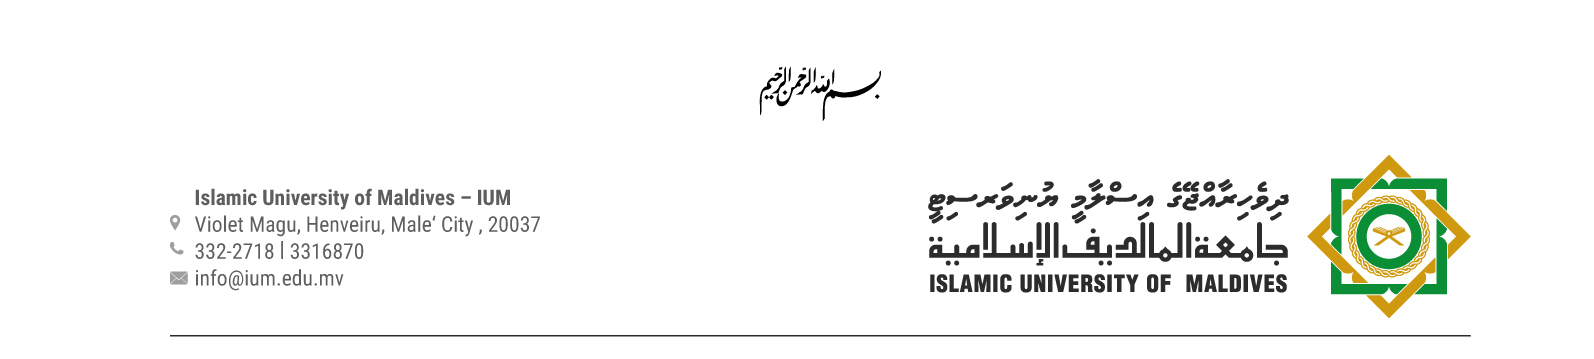 بسم الله الرحمن الرحيم
Islamic University of Maldives – IUM
Violet Magu, Henveiru, Male‘ City , 20037
332-2718 | 3316870
info@ium.edu.mv
ދިވެހިރާއްޖޭގެ އިސްލާމީ ޔުނިވަރސިޓީ
جامعة المالديف الإسلامية
ISLAMIC UNIVERSITY OF MALDIVES